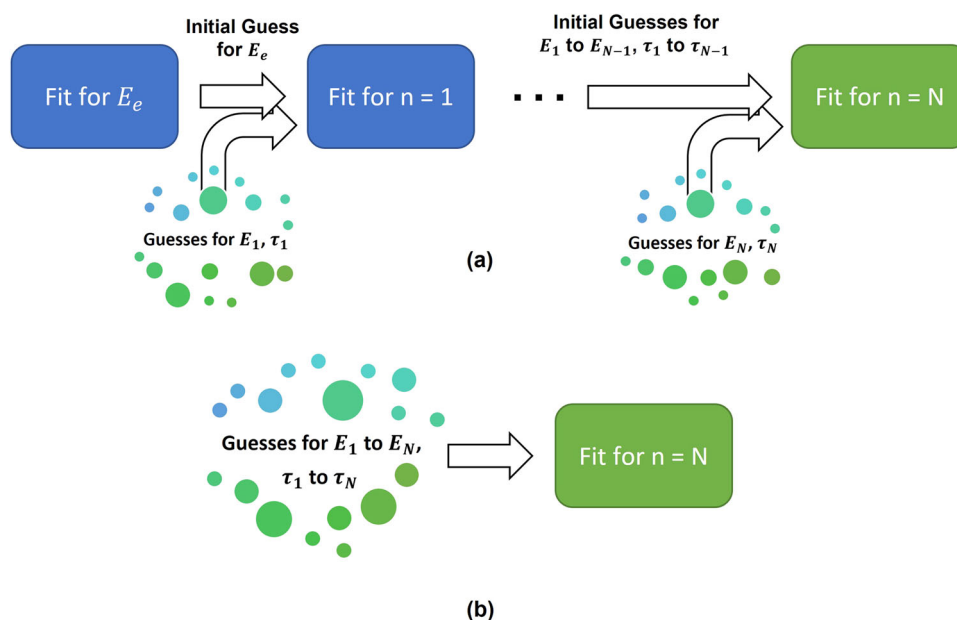 Initial Guess
for E_e
Initial Guesses for
E_1 to E_{N-1}, τ_1 to τ_{N-1}
Fit for E_e
Fit for n = 1
...
Fit for n = N
Guesses for E_1, τ_1
Guesses for E_N, τ_N
(a)
Guesses for E_1 to E_N,
τ_1 to τ_N
Fit for n = N
(b)